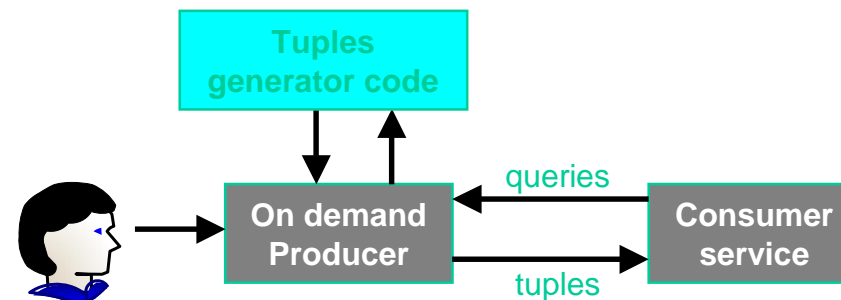 Tuples
generator code
queries
On demand
Producer
Consumer
service
tuples